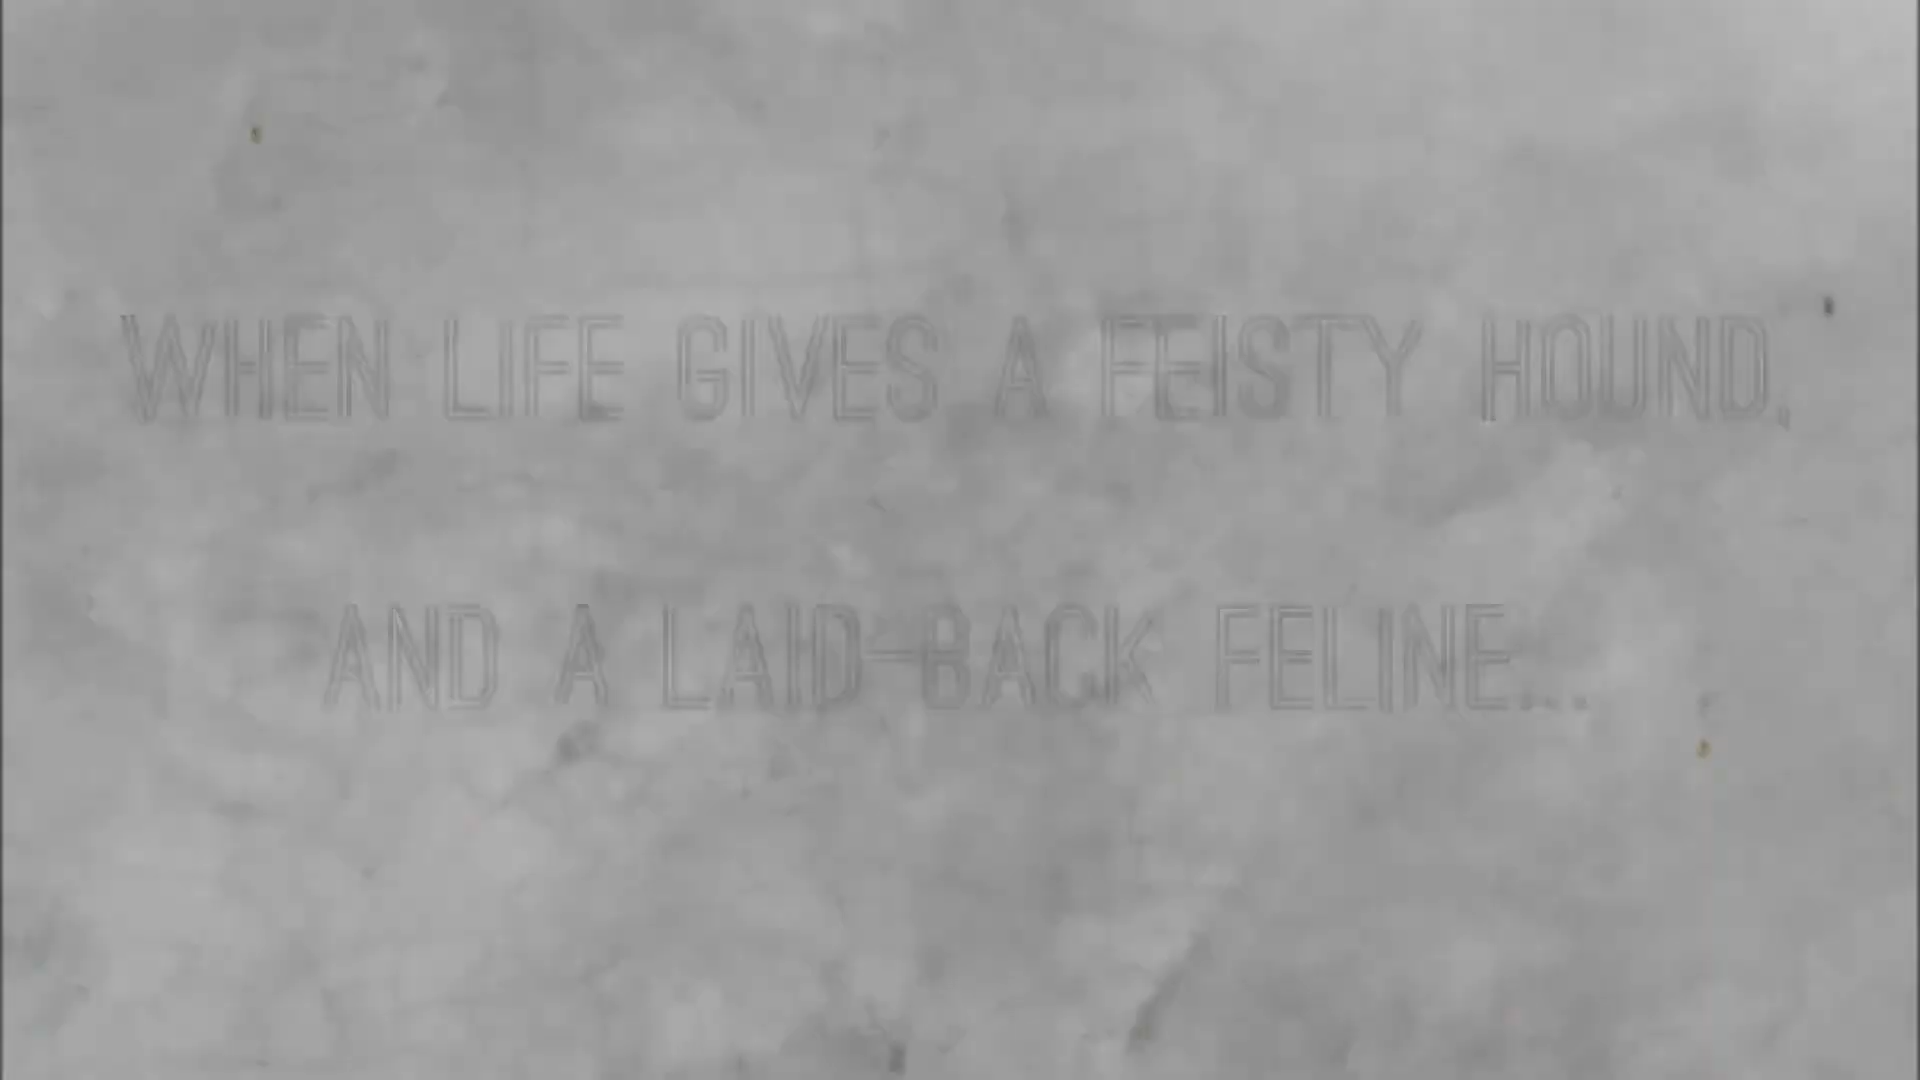 WHEN LIFE GIVES A FEISTY HOUND,
AND A LAID-BACK FELINE...